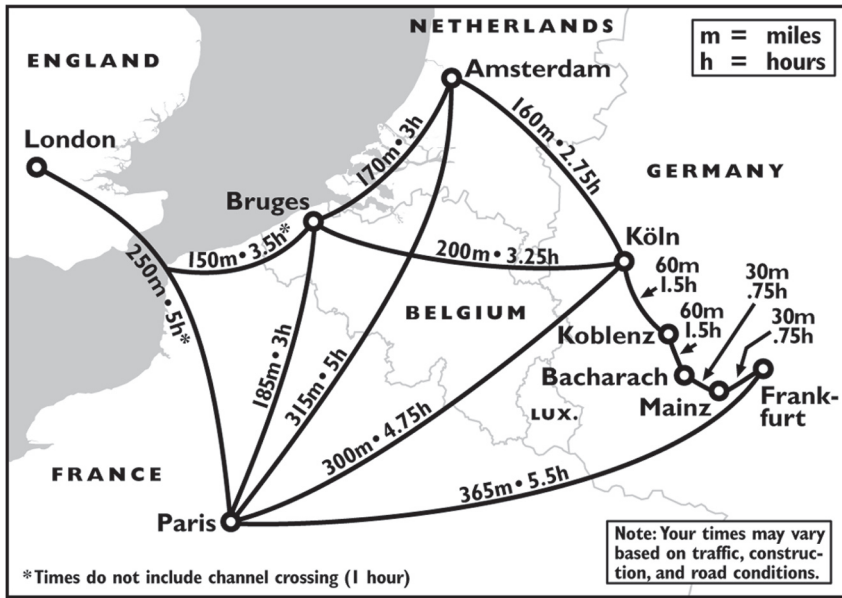 NETHERLANDS
m = miles
h = hours
ENGLAND
Amsterdam
London
160m • 2.75h
170m • 3h
GERMANY
Bruges
Köln
150m • 3.5h*
200m • 3.25h
250m • 5h*
60m
1.5h
30m
.75h
60m
1.5h
30m
.75h
BELGIUM
Koblenz
Bacharach
Mainz
Frank-
furt
185m • 3h
315m • 5h
LUX.
300m • 4.75h
FRANCE
365m • 5.5h
Paris
Note: Your times may vary
based on traffic, construc-
tion, and road conditions.
*Times do not include channel crossing (1 hour)